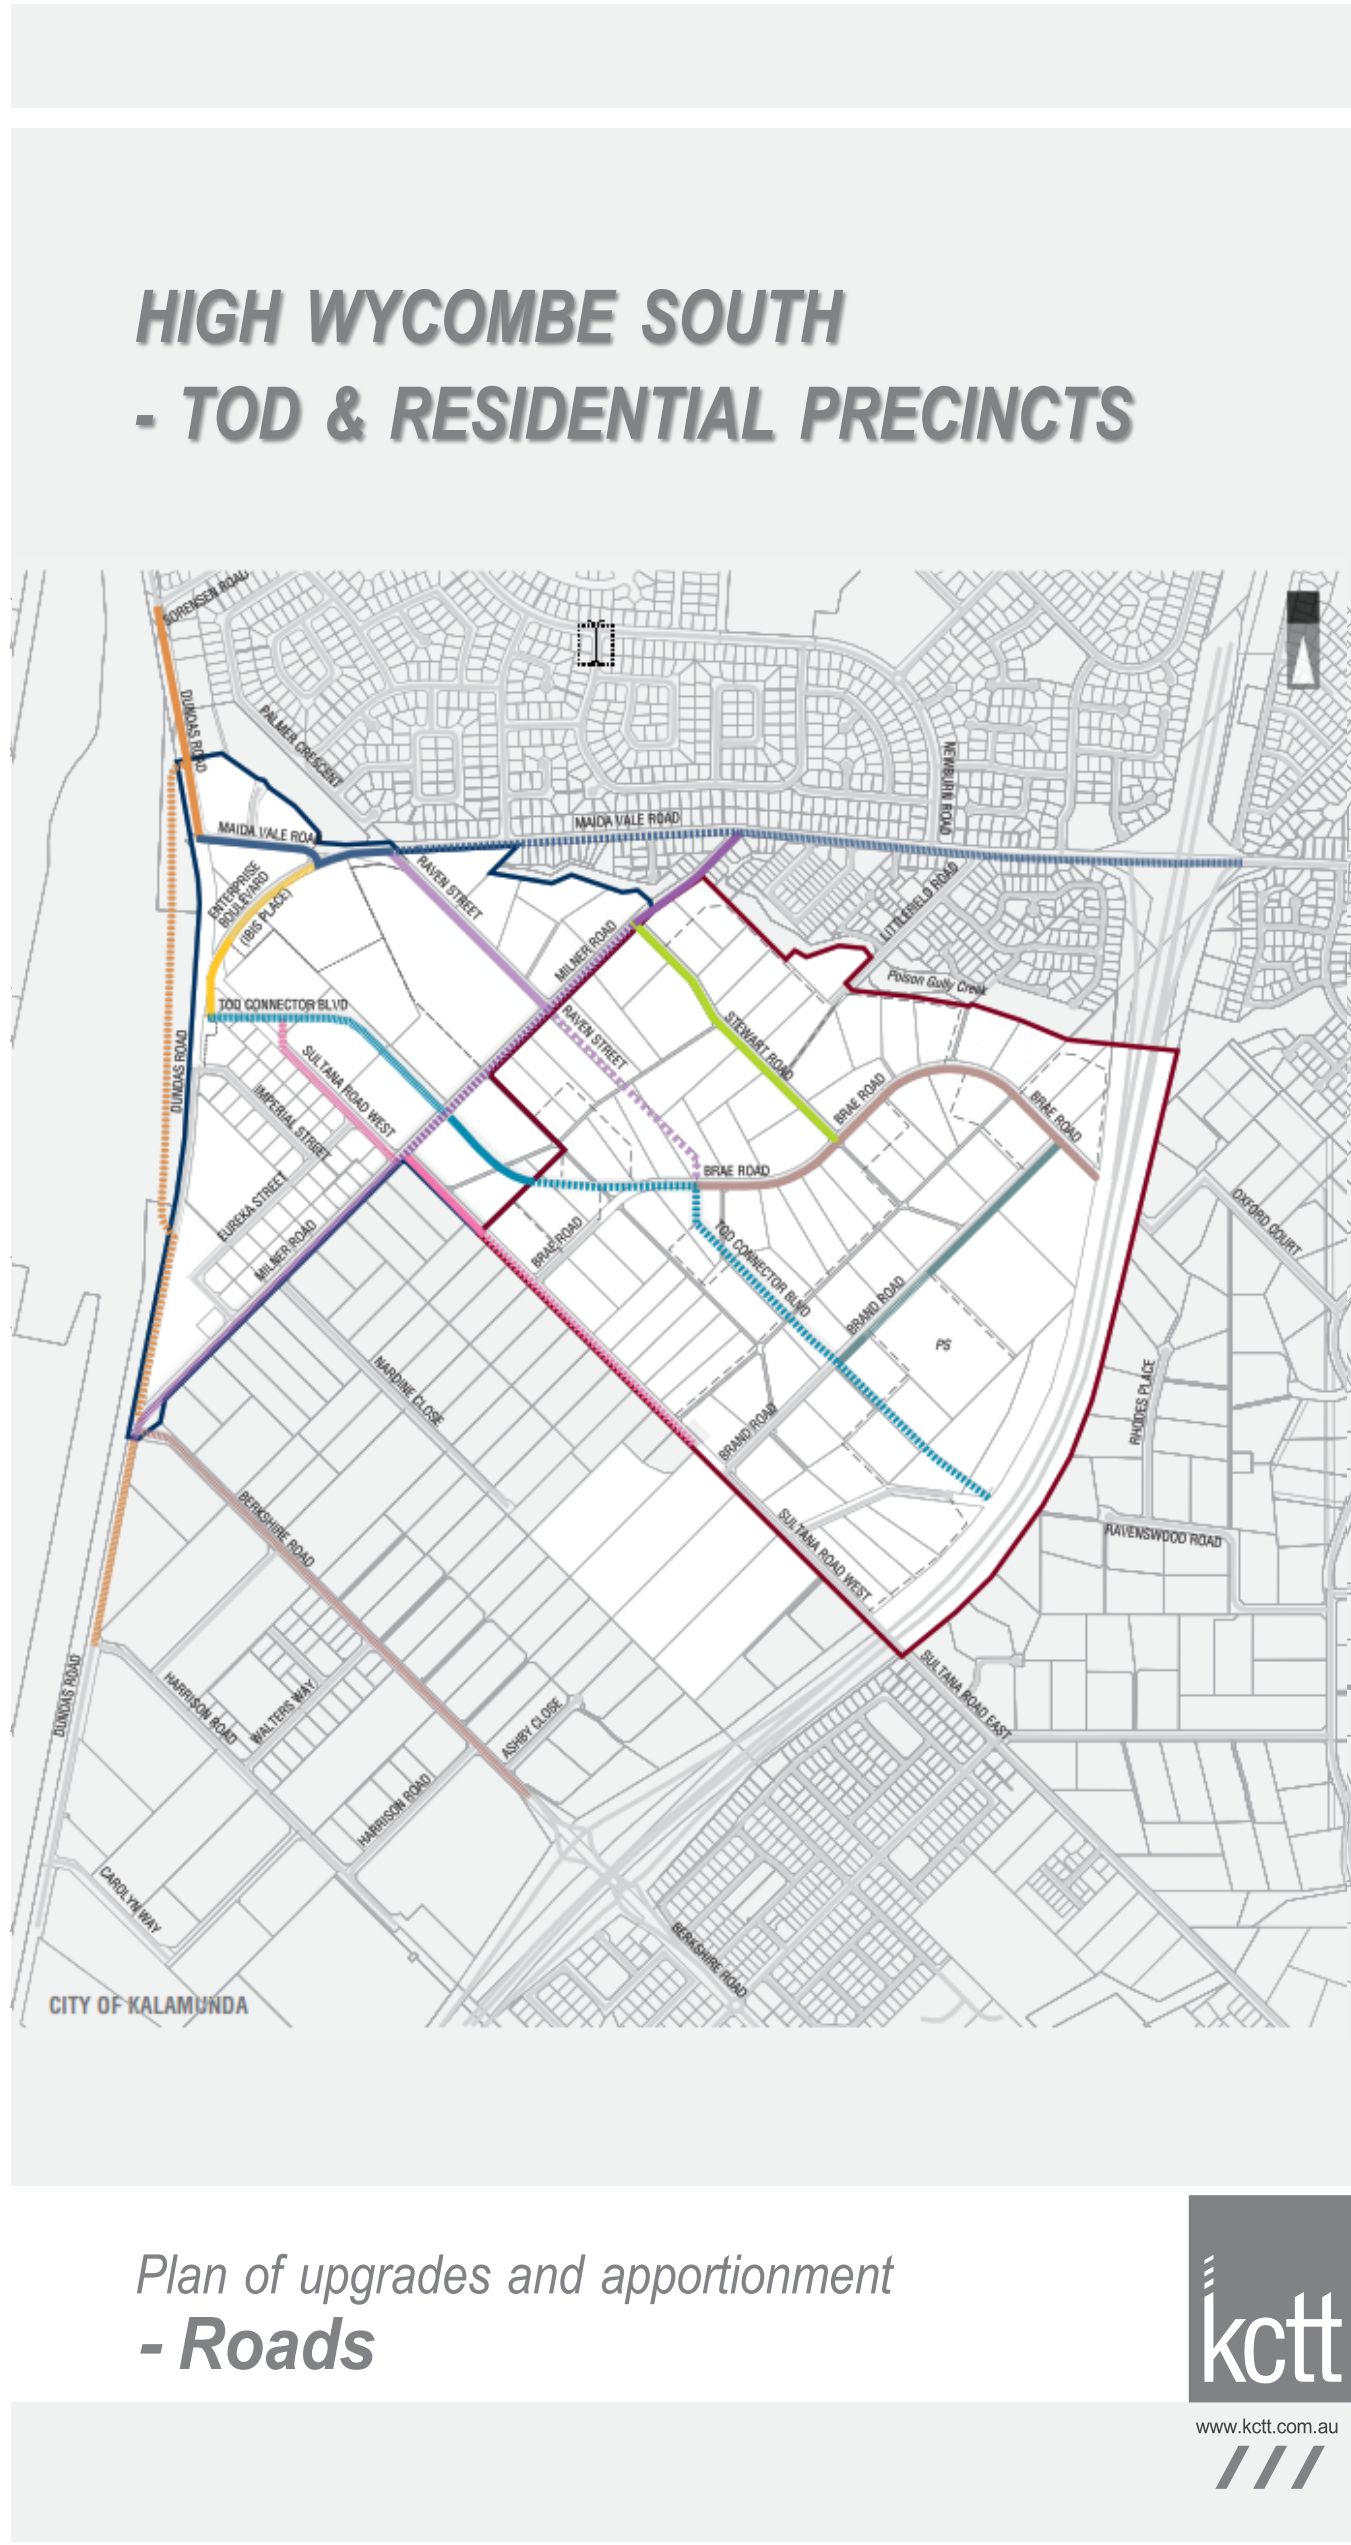 HIGH WYCOMBE SOUTH
- TOD & RESIDENTIAL PRECINCTS
SORENSEN ROAD
DUNDAS ROAD
PALMER CRESCENT
NEWBURN ROAD
MAIDA VALE ROAD
MAIDA VALE ROAD
ENTERPRISE
BOULEVARD
(IBIS PLACE)
RAVEN STREET
LITTLEFIELD ROAD
MILNER ROAD
Poison Gully Creek
TOD CONNECTOR BLVD
STEWART ROAD
RAVEN STREET
DUNDAS ROAD
SULTANA ROAD WEST
IMPERIAL STREET
BRAE ROAD
BRAE ROAD
BRAE ROAD
EUREKA STREET
MILNER ROAD
BRAE ROAD
TOD CONNECTOR BLVD
OXFORD COURT
BRAND ROAD
PS
NARDINE CLOSE
RHODES PLACE
BRAND ROAD
BERKSHIRE ROAD
SULTANA ROAD WEST
RAVENSWOOD ROAD
DUNDAS ROAD
HARRISON ROAD
WALTERS WAY
ASHBY CLOSE
SULTANA ROAD EAST
HARRISON ROAD
CAROLYN WAY
BERKSHIRE ROAD
CITY OF KALAMUNDA
Plan of upgrades and apportionment
- Roads
kctt
www.kctt.com.au